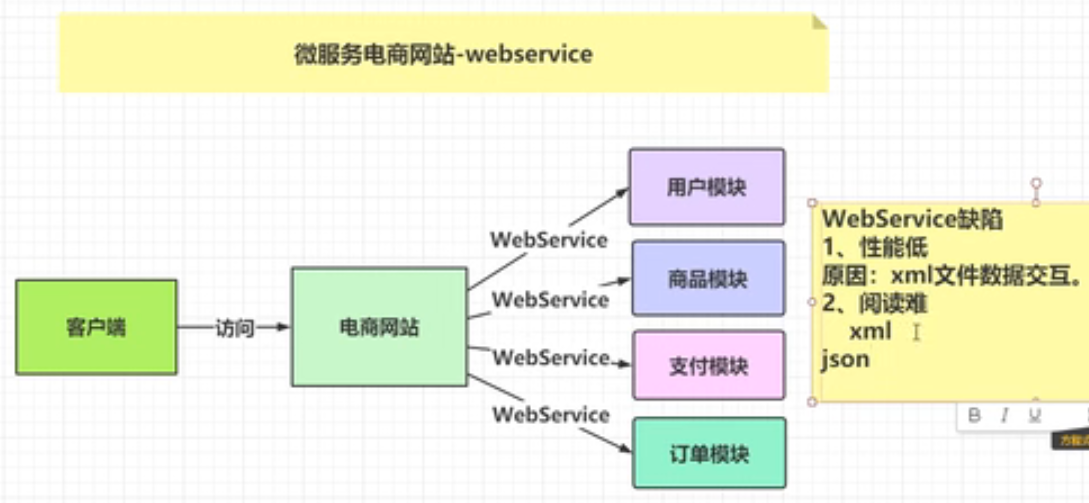 微服务电商网站-webservice
用户模块
WebService
商品模块
WebService
客户端
访问
电商网站
WebService
支付模块
WebService
订单模块
WebService缺陷
1、性能低
原因：xml文件数据交互。
2、阅读难
xml
json
B I U